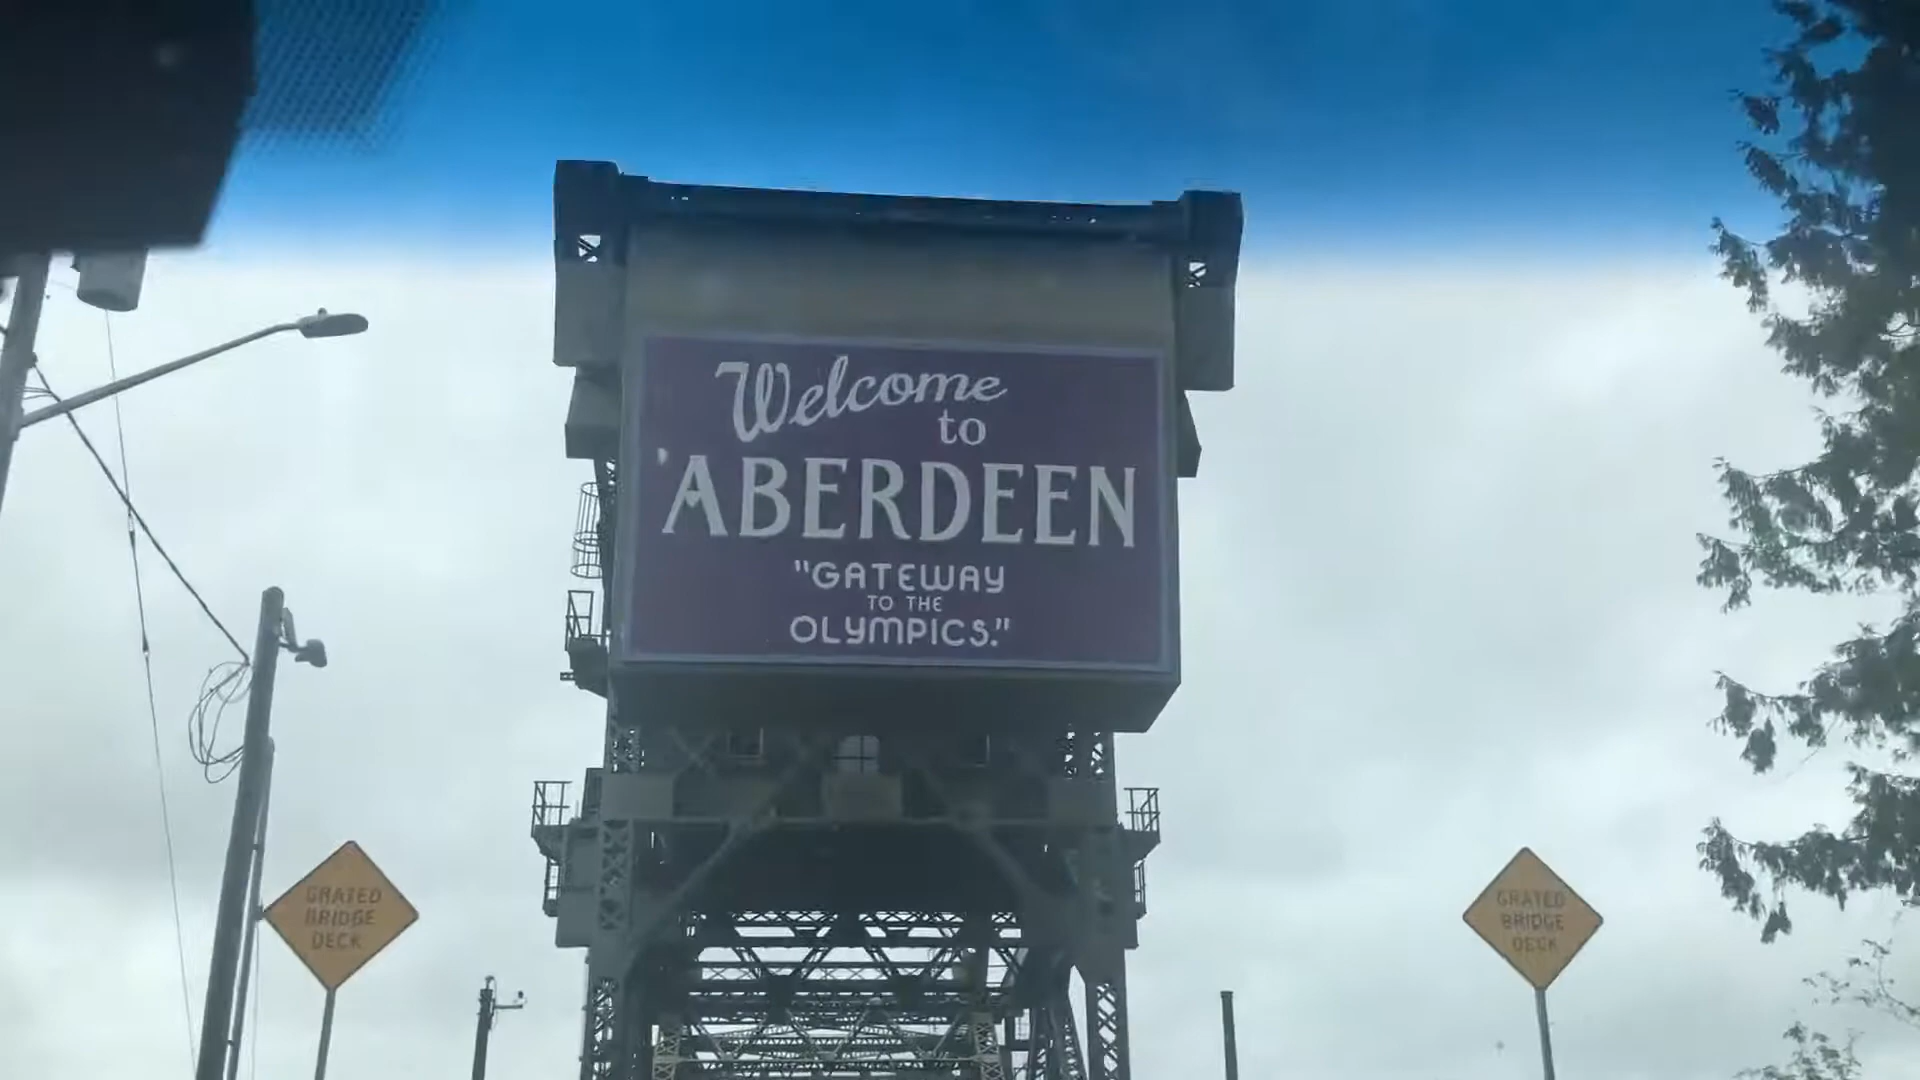 Welcome
to
'ABERDEEN
"GATEWAY
TO THE
OLYMPICS."
GRATED
BRIDGE
DECK
GRATED
BRIDGE
DECK